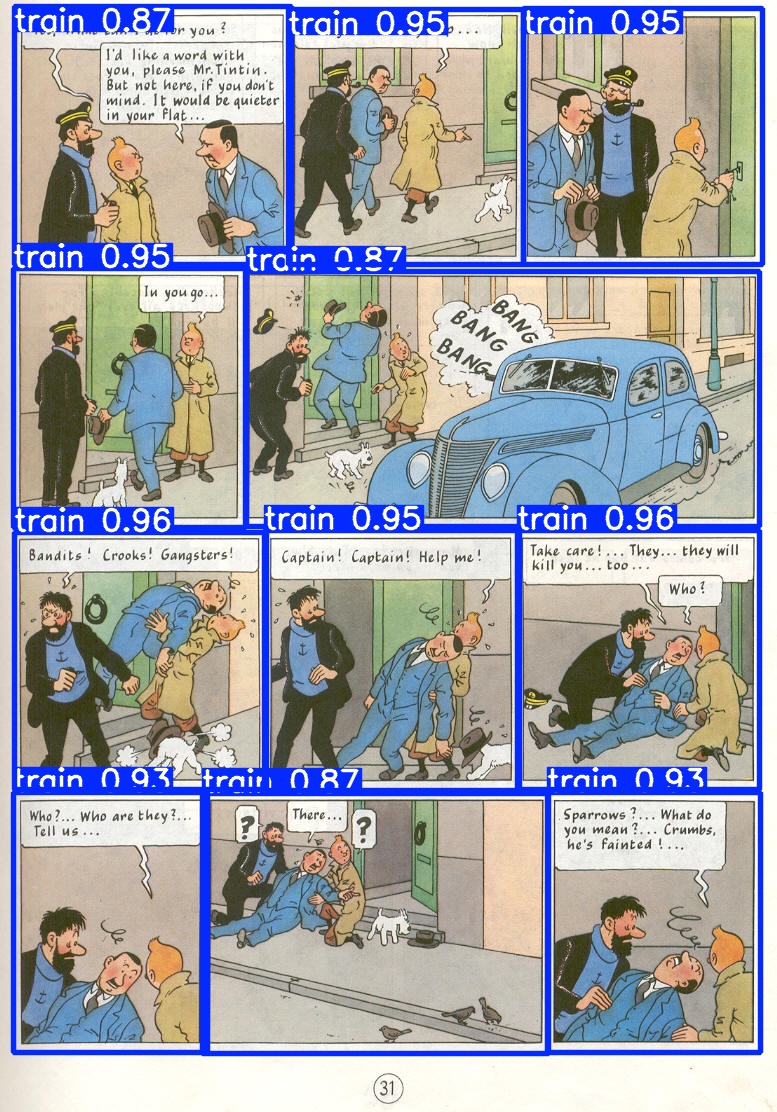 train 0.87
for you?
I'd like a word with
you, please Mr. Tintin.
But not here, if you don't
mind. It would be quieter
in your flat...
train 0.95
train 0.95
train 0.95
In you go...
train 0.87
BANG
BANG
BANG
train 0.96
Bandits! Crooks! Gangsters!
train 0.95
Captain! Captain! Help me!
train 0.96
Take care!... They... they will
kill you... too...
Who?
train 0.93
Who?... Who are they?...
Tell us...
train 0.87
?
There...
?
train 0.93
Sparrows?... What do
you mean?... Crumbs,
he's fainted!...
31